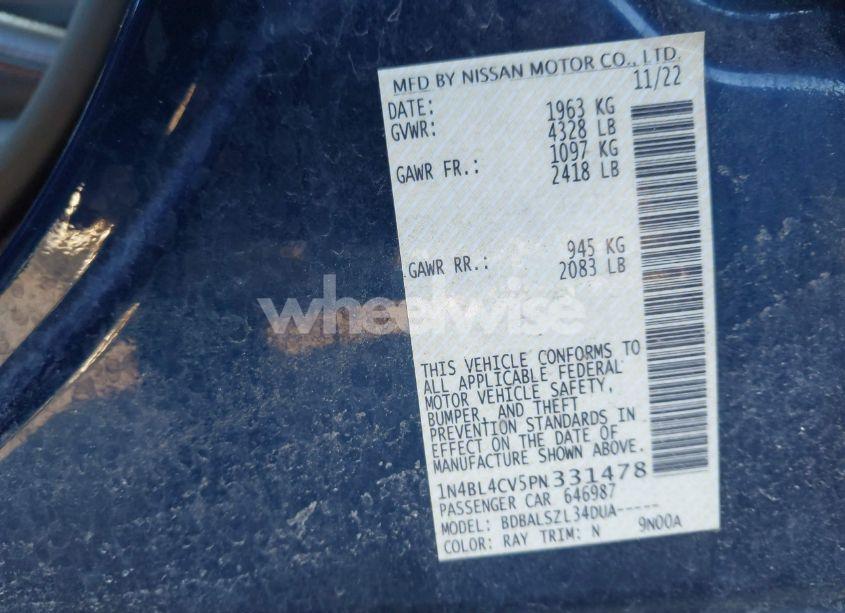 MFD BY NISSAN MOTOR CO., LTD.
DATE: 11/22
GVWR: 1963 KG
4328 LB
GAWR FR.: 1097 KG
2418 LB
GAWR RR.: 945 KG
2083 LB
wheelwise
THIS VEHICLE CONFORMS TO
ALL APPLICABLE FEDERAL
MOTOR VEHICLE SAFETY,
BUMPER, AND THEFT
PREVENTION STANDARDS IN
EFFECT ON THE DATE OF
MANUFACTURE SHOWN ABOVE.
1N4BL4CV5PN331478
PASSENGER CAR 646987
MODEL: BDBALSZL34DUA-----
COLOR: RAY TRIM: N 9N00A